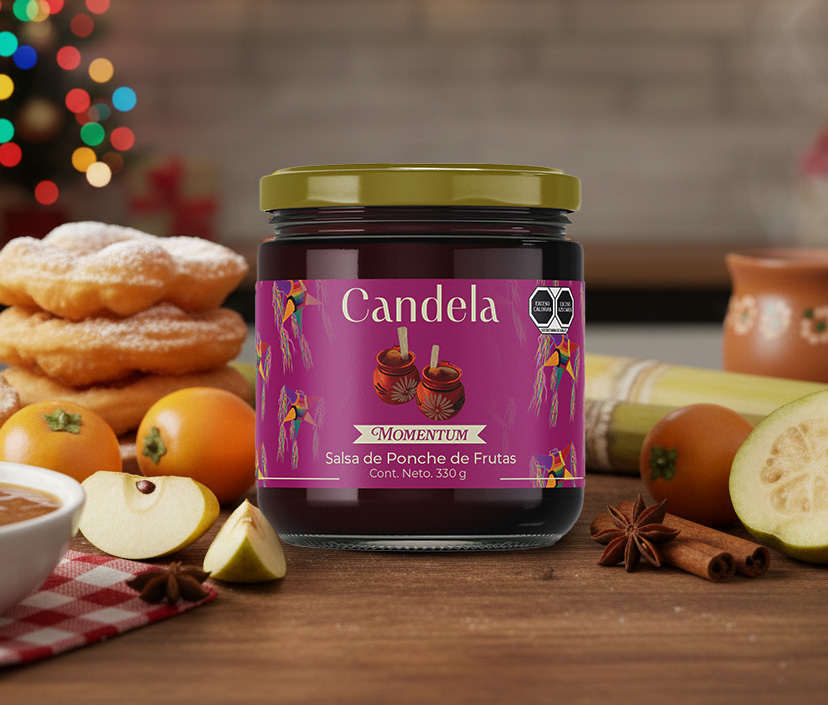 Candela
EXCESO CALORÍAS
EXCESO AZÚCARES
MOMENTUM
Salsa de Ponche de Frutas
Cont. Neto. 330 g